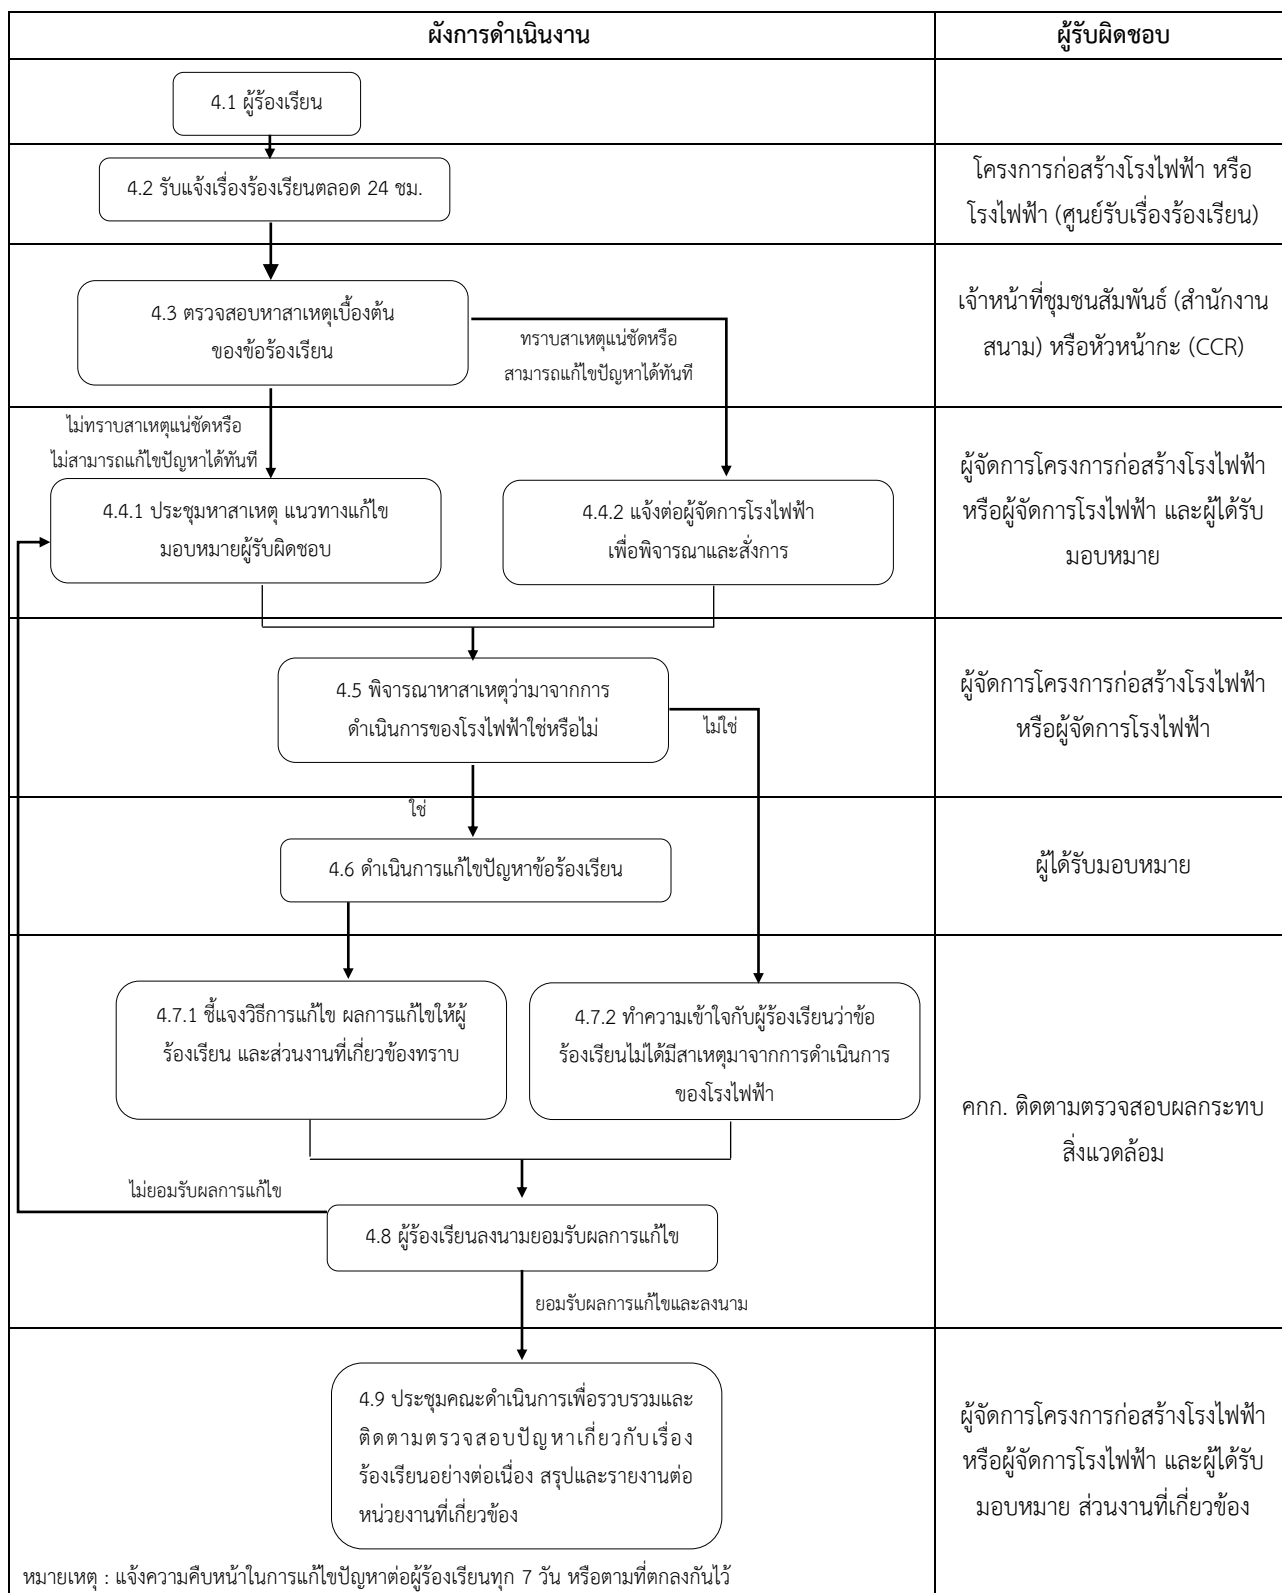 ผังการดำเนินงาน
ผู้รับผิดชอบ
4.1 ผู้ร้องเรียน
4.2 รับแจ้งเรื่องร้องเรียนตลอด 24 ชม.
โครงการก่อสร้างโรงไฟฟ้า หรือ
โรงไฟฟ้า (ศูนย์รับเรื่องร้องเรียน)
4.3 ตรวจสอบหาสาเหตุเบื้องต้น
ของข้อร้องเรียน
ทราบสาเหตุแน่ชัดหรือ
สามารถแก้ไขปัญหาได้ทันที
เจ้าหน้าที่ชุมชนสัมพันธ์ (สำนักงาน
สนาม) หรือหัวหน้ากะ (CCR)
ไม่ทราบสาเหตุแน่ชัดหรือ
ไม่สามารถแก้ไขปัญหาได้ทันที
4.4.1 ประชุมหาสาเหตุ แนวทางแก้ไข
มอบหมายผู้รับผิดชอบ
4.4.2 แจ้งต่อผู้จัดการโรงไฟฟ้า
เพื่อพิจารณาและสั่งการ
ผู้จัดการโครงการก่อสร้างโรงไฟฟ้า
หรือผู้จัดการโรงไฟฟ้า และผู้ได้รับ
มอบหมาย
4.5 พิจารณาหาสาเหตุว่ามาจากการ
ดำเนินการของโรงไฟฟ้าใช่หรือไม่
ไม่ใช่
ผู้จัดการโครงการก่อสร้างโรงไฟฟ้า
หรือผู้จัดการโรงไฟฟ้า
ใช่
4.6 ดำเนินการแก้ไขปัญหาข้อร้องเรียน
ผู้ได้รับมอบหมาย
4.7.1 ชี้แจงวิธีการแก้ไข ผลการแก้ไขให้ผู้
ร้องเรียน และส่วนงานที่เกี่ยวข้องทราบ
4.7.2 ทำความเข้าใจกับผู้ร้องเรียนว่าข้อ
ร้องเรียนไม่ได้มีสาเหตุมาจากการดำเนินการ
ของโรงไฟฟ้า
คกก. ติดตามตรวจสอบผลกระทบ
สิ่งแวดล้อม
ไม่ยอมรับผลการแก้ไข
4.8 ผู้ร้องเรียนลงนามยอมรับผลการแก้ไข
ยอมรับผลการแก้ไขและลงนาม
4.9 ประชุมคณะดำเนินการเพื่อรวบรวมและ
ติดตามตรวจสอบปัญหาเกี่ยวกับเรื่อง
ร้องเรียนอย่างต่อเนื่อง สรุปและรายงานต่อ
หน่วยงานที่เกี่ยวข้อง
ผู้จัดการโครงการก่อสร้างโรงไฟฟ้า
หรือผู้จัดการโรงไฟฟ้า และผู้ได้รับ
มอบหมาย ส่วนงานที่เกี่ยวข้อง
หมายเหตุ : แจ้งความคืบหน้าในการแก้ไขปัญหาต่อผู้ร้องเรียนทุก 7 วัน หรือตามที่ตกลงกันไว้